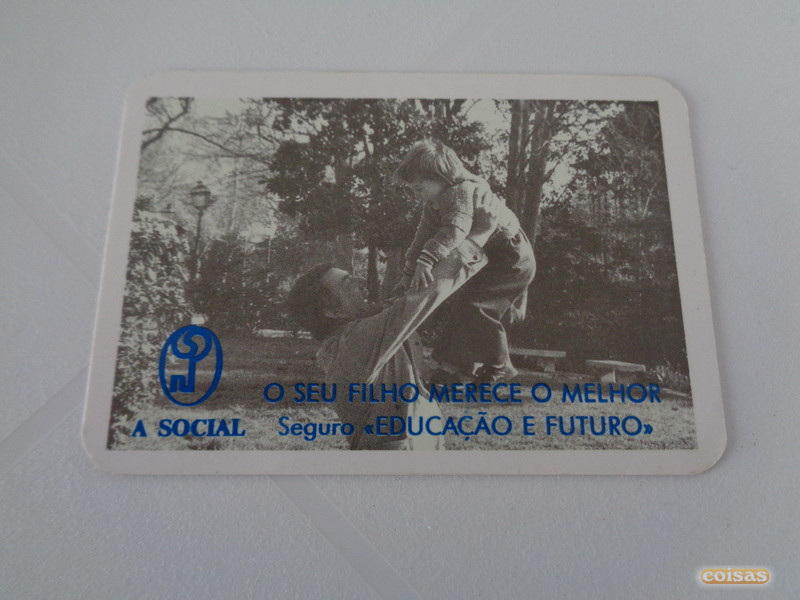 O SEU FILHO MERECE O MELHOR
A SOCIAL Seguro «EDUCAÇÃO E FUTURO»
coisas